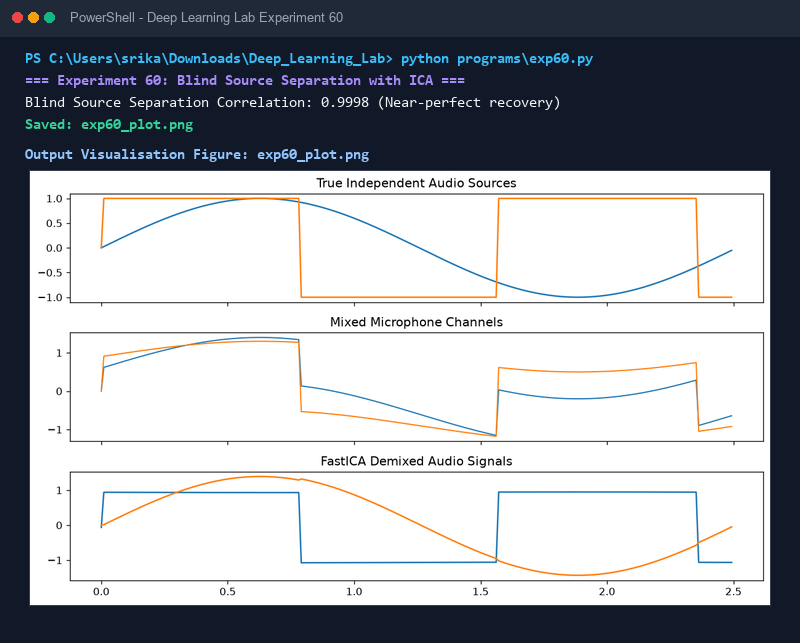 PowerShell - Deep Learning Lab Experiment 60
PS C:\Users\srika\Downloads\Deep_Learning_Lab> python programs\exp60.py
=== Experiment 60: Blind Source Separation with ICA ===
Blind Source Separation Correlation: 0.9998 (Near-perfect recovery)
Saved: exp60_plot.png
Output Visualisation Figure: exp60_plot.png
True Independent Audio Sources
1.0
0.5
0.0
−0.5
−1.0
Mixed Microphone Channels
1
0
−1
FastICA Demixed Audio Signals
1
0
−1
0.0 0.5 1.0 1.5 2.0 2.5